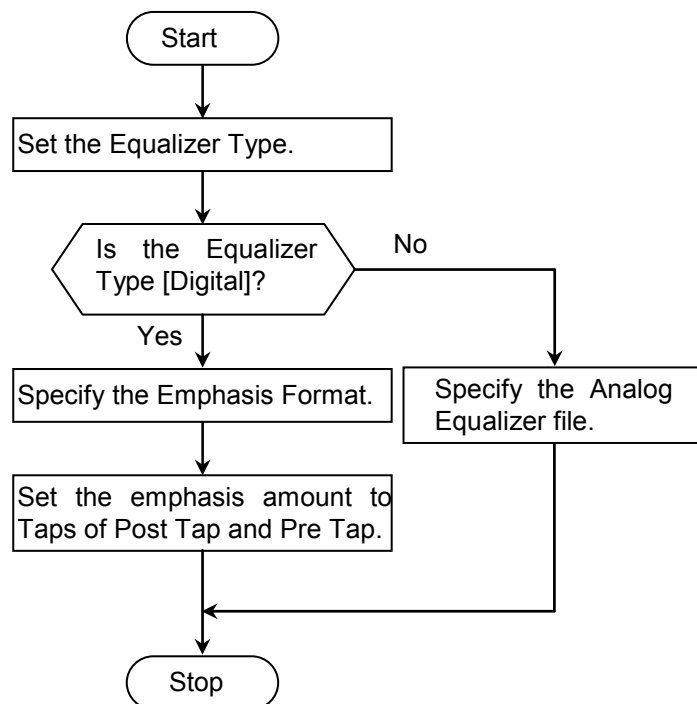 Start
Set the Equalizer Type.
Is the Equalizer
Type [Digital]?
No
Yes
Specify the Emphasis Format.
Specify the Analog
Equalizer file.
Set the emphasis amount to
Taps of Post Tap and Pre Tap.
Stop